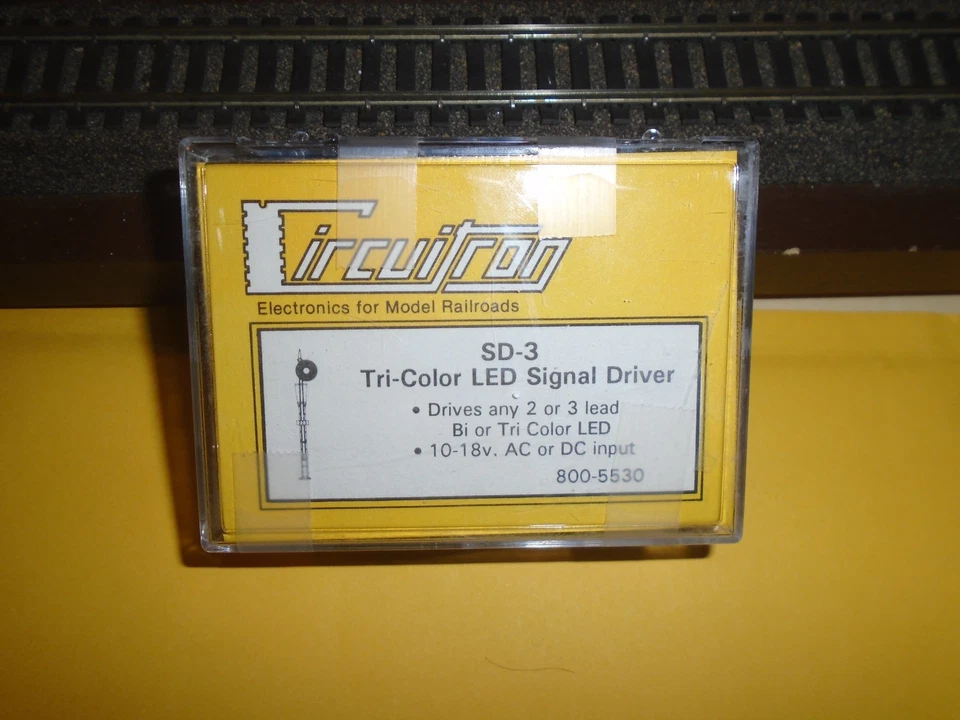 Circuitron
Electronics for Model Railroads
SD-3
Tri-Color LED Signal Driver
• Drives any 2 or 3 lead
Bi or Tri Color LED
• 10-18v. AC or DC input
800-5530